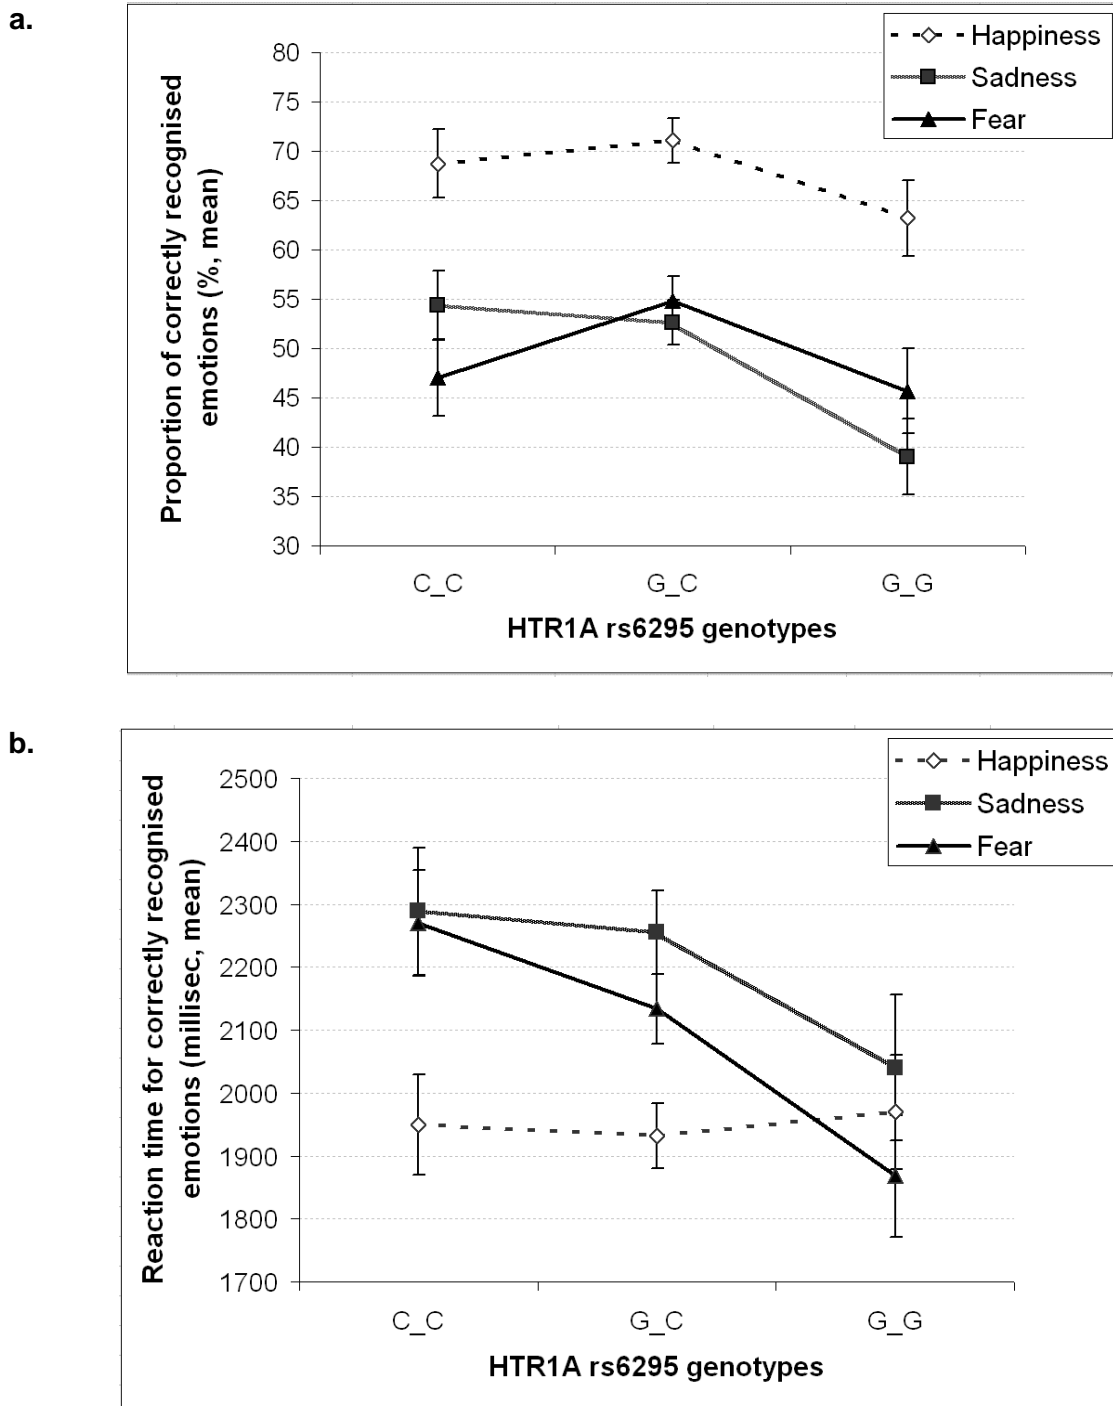 a.
Happiness
Sadness
Fear
Proportion of correctly recognised
emotions (%, mean)
80
75
70
65
60
55
50
45
40
35
30
C_C G_C G_G
HTR1A rs6295 genotypes
b.
Happiness
Sadness
Fear
Reaction time for correctly recognised
emotions (millisec, mean)
2500
2400
2300
2200
2100
2000
1900
1800
1700
C_C G_C G_G
HTR1A rs6295 genotypes